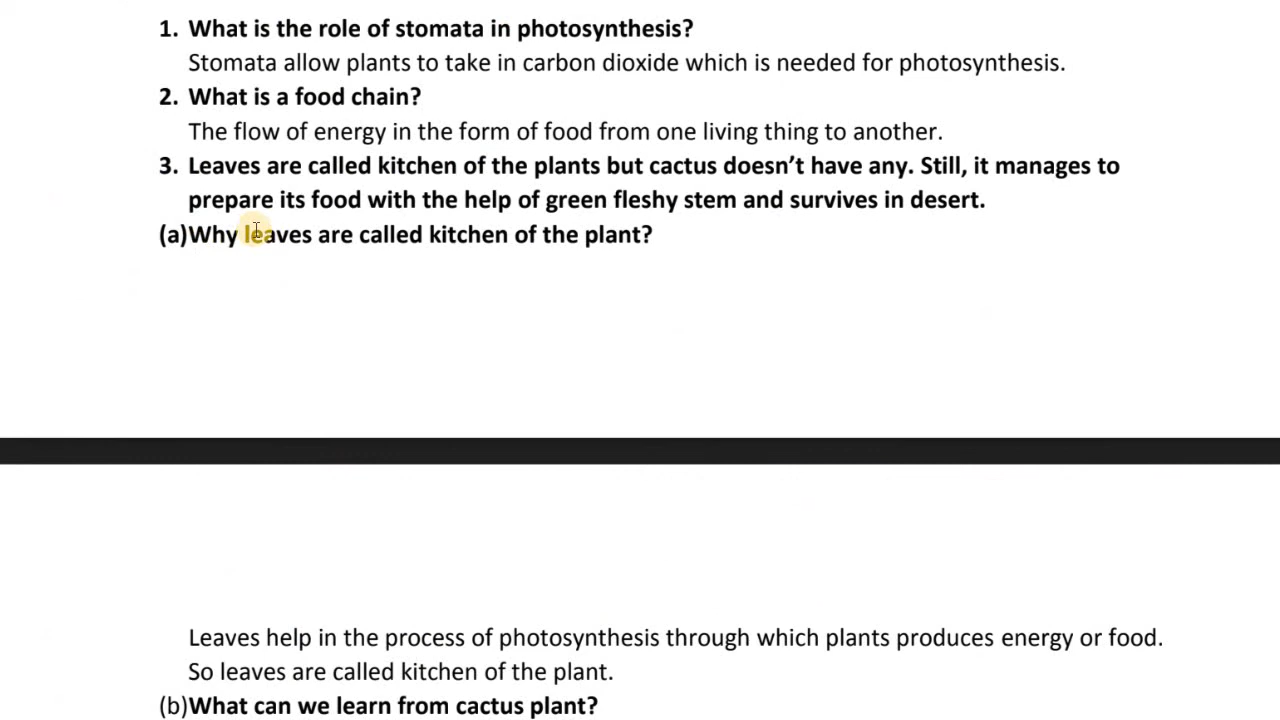 1. What is the role of stomata in photosynthesis?
Stomata allow plants to take in carbon dioxide which is needed for photosynthesis.
2. What is a food chain?
The flow of energy in the form of food from one living thing to another.
3. Leaves are called kitchen of the plants but cactus doesn’t have any. Still, it manages to
prepare its food with the help of green fleshy stem and survives in desert.
(a)Why leaves are called kitchen of the plant?
Leaves help in the process of photosynthesis through which plants produces energy or food.
So leaves are called kitchen of the plant.
(b)What can we learn from cactus plant?